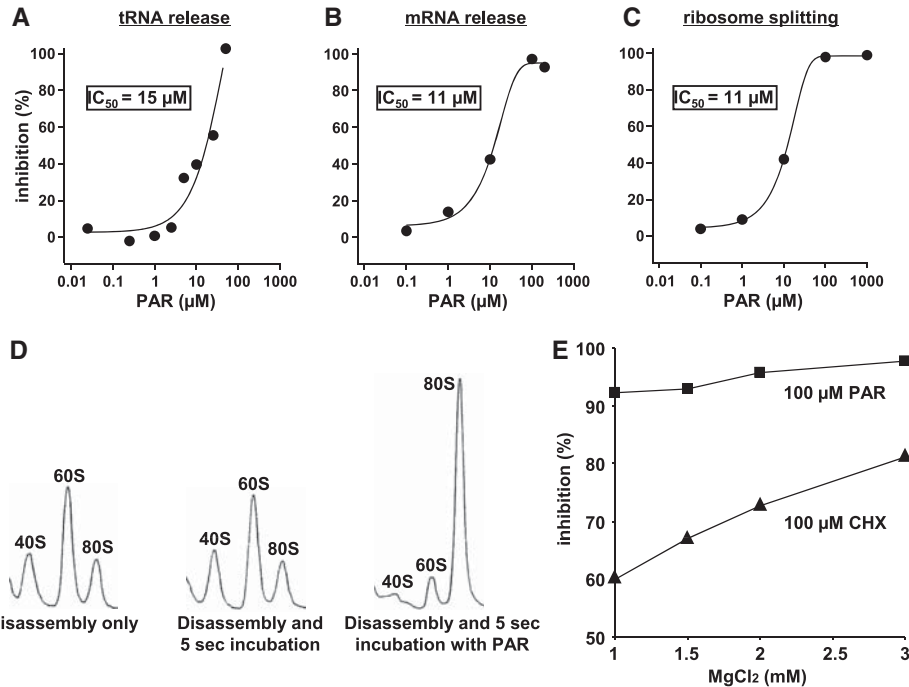 A
tRNA release
inhibition (%)
100
80
60
40
20
0
IC50 = 15 µM
0.01 0.1 1 10 100 1000
PAR (µM)
B
mRNA release
100
80
60
40
20
0
IC50 = 11 µM
0.01 0.1 1 10 100
PAR (µM)
C
ribosome splitting
100
80
60
40
20
0
IC50 = 11 µM
0.01 0.1 1 10 100 1000
PAR (µM)
D
40S
60S
80S
isassembly only
40S
60S
80S
Disassembly and
5 sec incubation
80S
40S
60S
Disassembly and 5 sec
incubation with PAR
E
inhibition (%)
100
90
80
70
60
50
100 µM PAR
100 µM CHX
1 1.5 2 2.5 3
MgCl2 (mM)